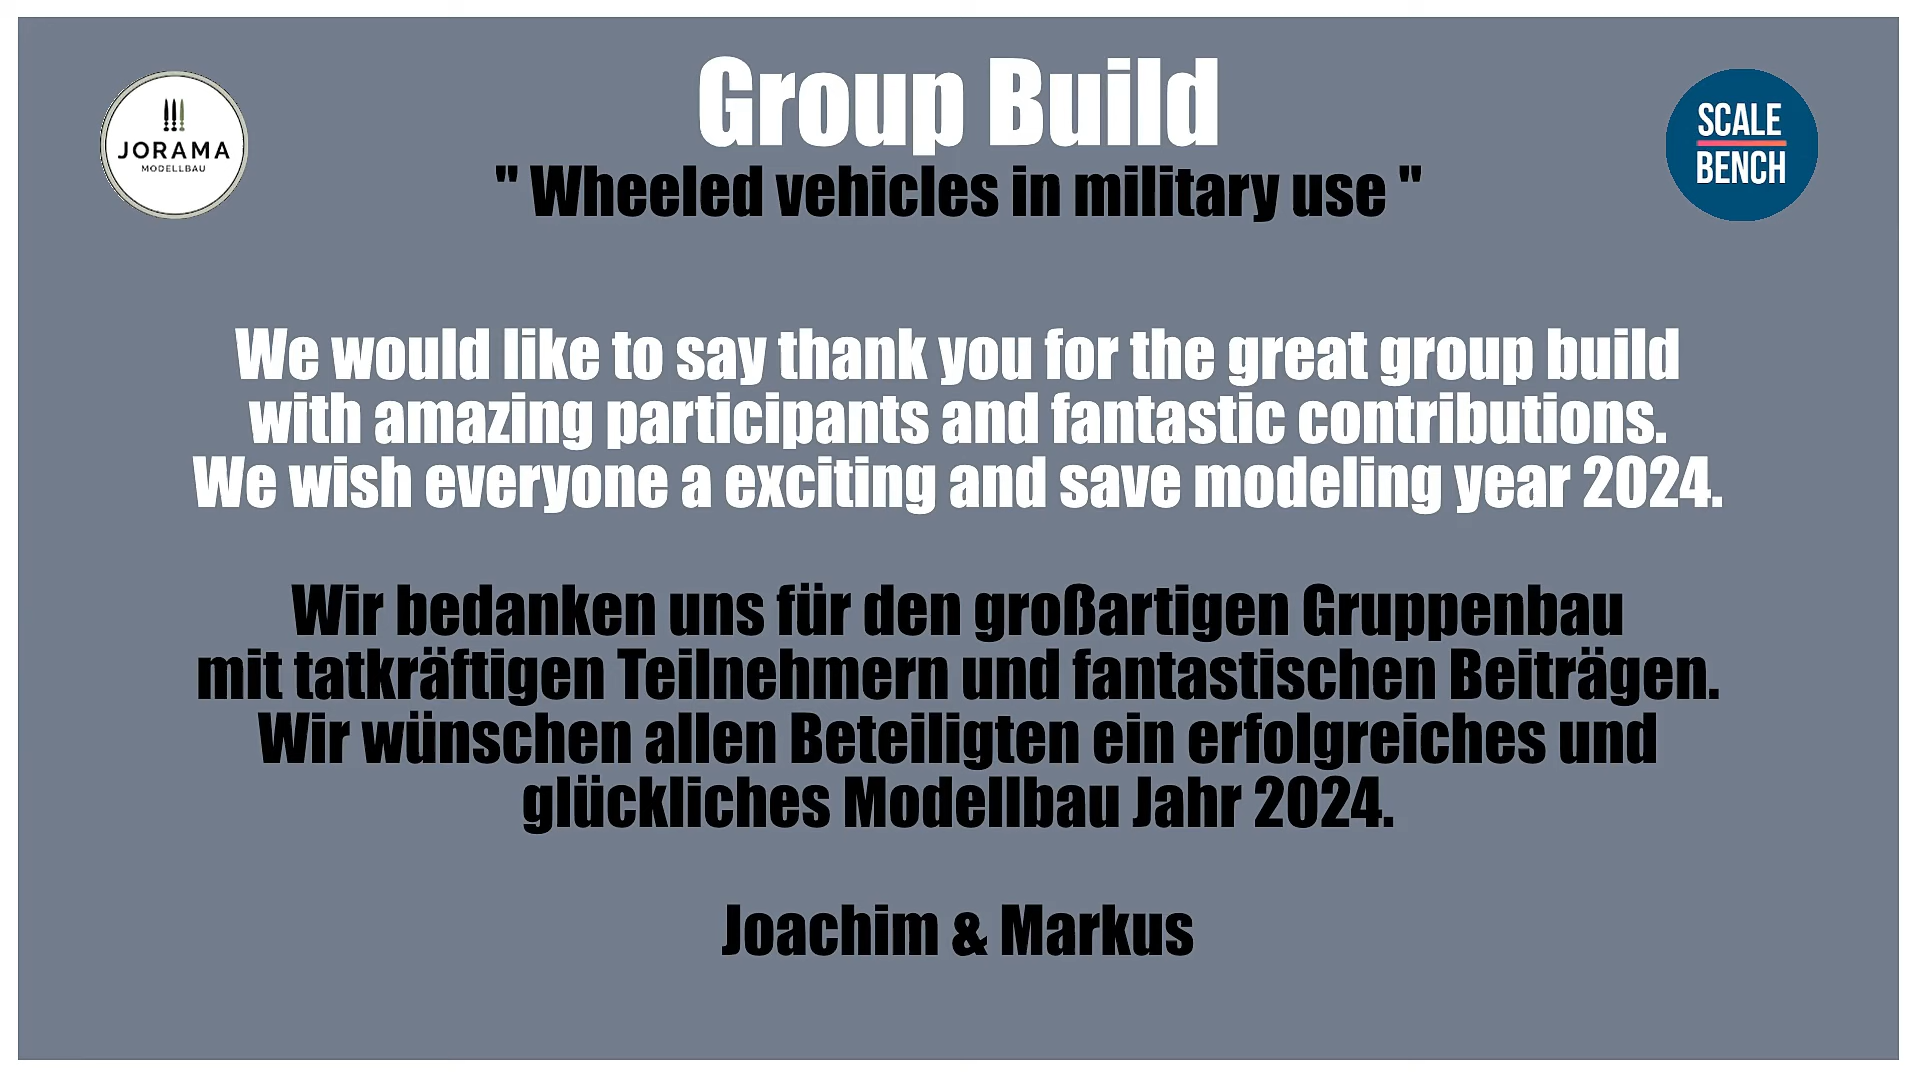 Group Build
" Wheeled vehicles in military use "
JORAMA
MODELLBAU
SCALE
BENCH
We would like to say thank you for the great group build
with amazing participants and fantastic contributions.
We wish everyone a exciting and save modeling year 2024.
Wir bedanken uns für den großartigen Gruppenbau
mit tatkräftigen Teilnehmern und fantastischen Beiträgen.
Wir wünschen allen Beteiligten ein erfolgreiches und
glückliches Modellbau Jahr 2024.
Joachim & Markus